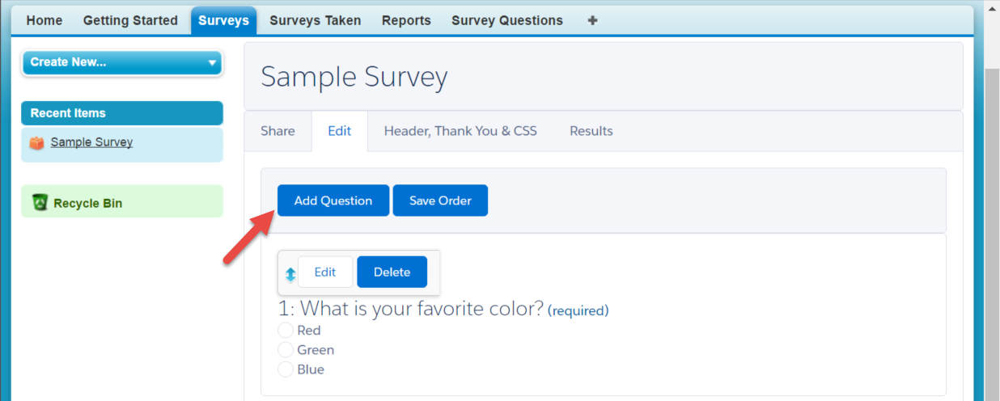 Home Getting Started Surveys Surveys Taken Reports Survey Questions +
Create New...
Recent Items
Sample Survey
Recycle Bin
Sample Survey
Share Edit Header, Thank You & CSS Results
Add Question Save Order
Edit Delete
1: What is your favorite color? (required)
Red
Green
Blue